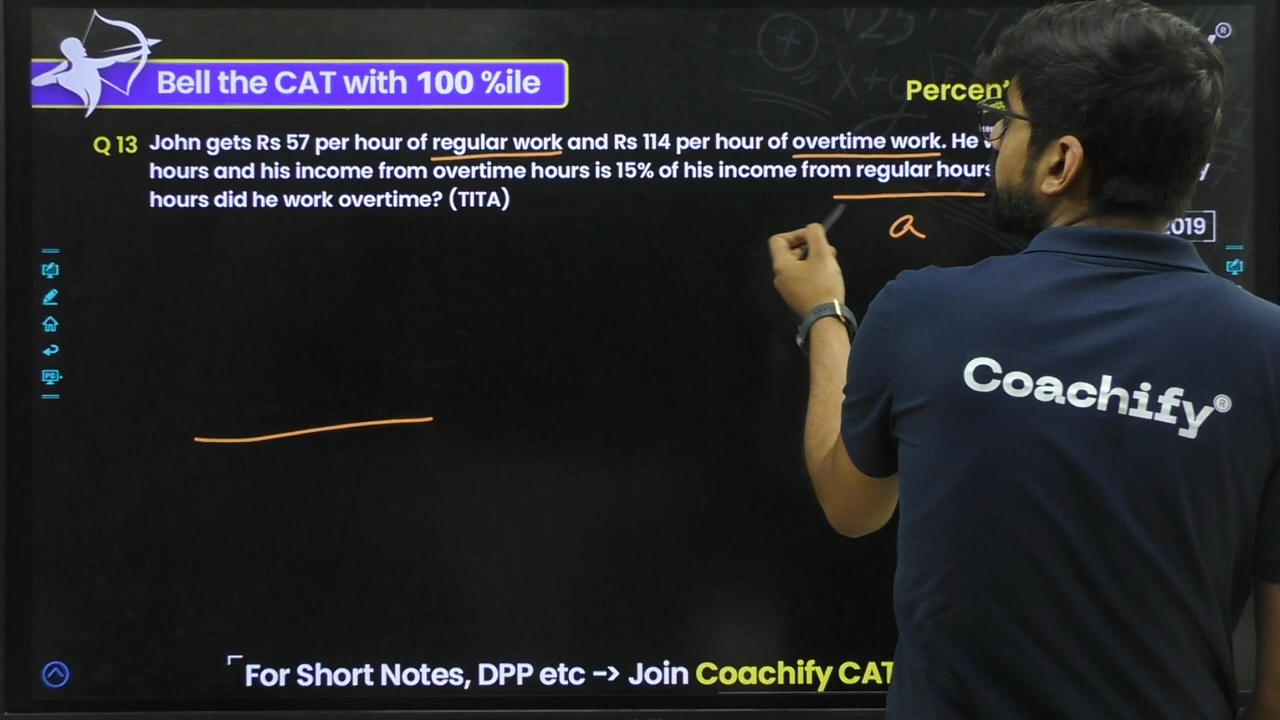 Bell the CAT with 100 %ile
Percent
Q 13 John gets Rs 57 per hour of regular work and Rs 114 per hour of overtime work. He
hours and his income from overtime hours is 15% of his income from regular hours
hours did he work overtime? (TITA)
2019
a
Coachify®
For Short Notes, DPP etc -> Join Coachify CAT